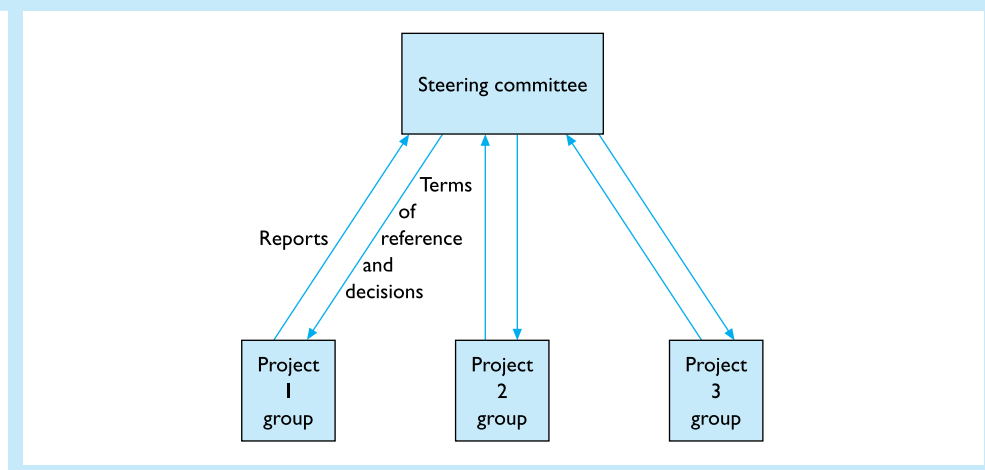 Steering committee
Terms
of
Reports
reference
and
decisions
Project
1
group
Project
2
group
Project
3
group